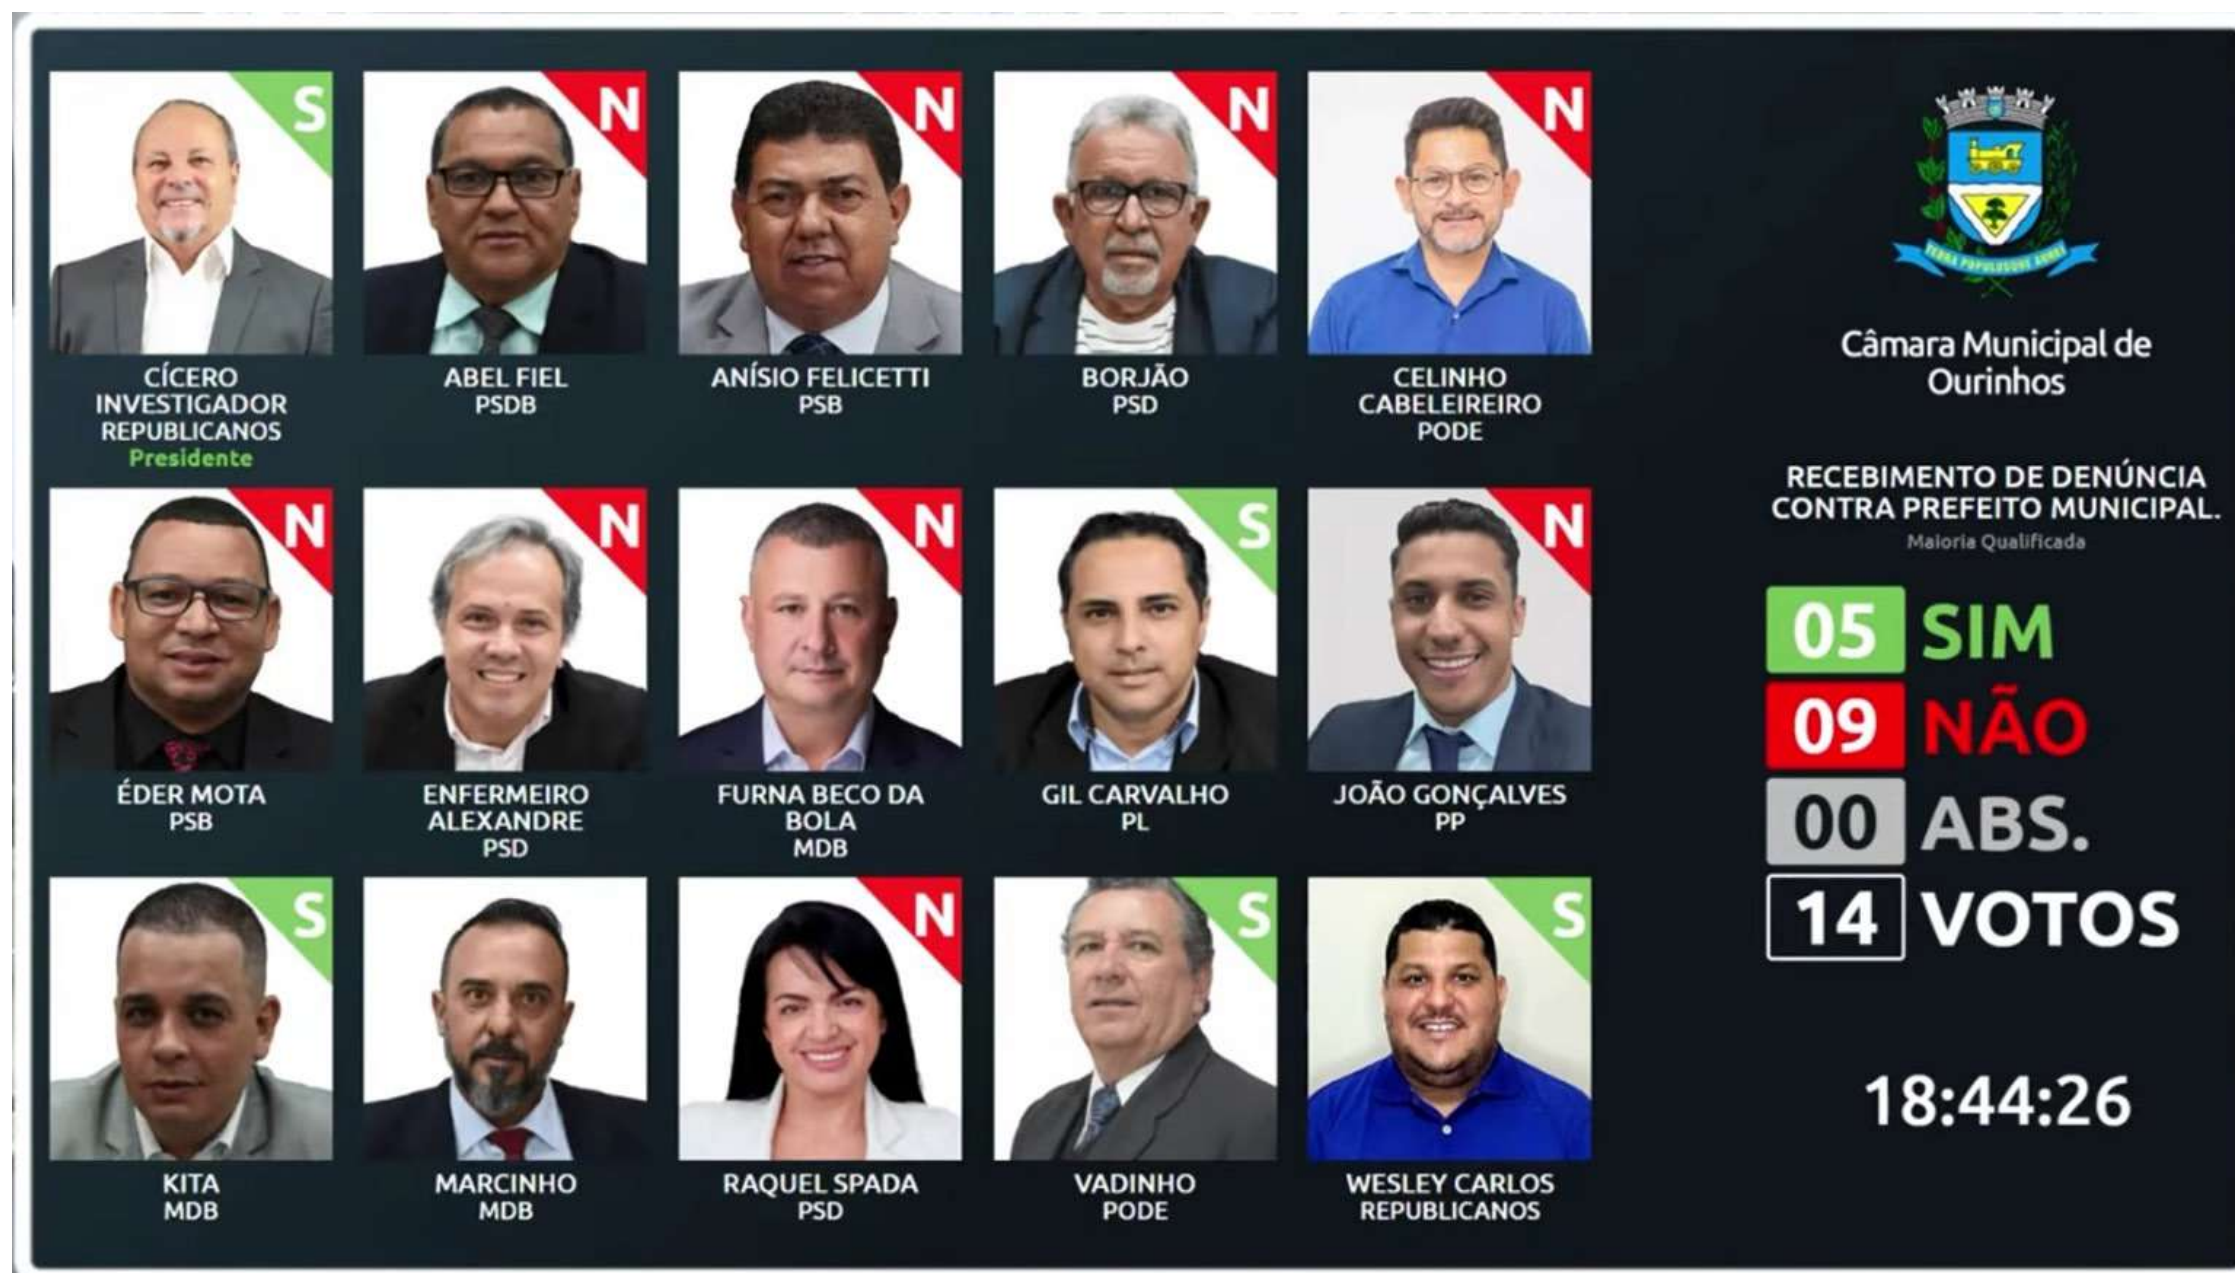 S
N
N
N
N
CÍCERO
INVESTIGADOR
REPUBLICANOS
Presidente
ABEL FIEL
PSDB
ANÍSIO FELICETTI
PSB
BORJÃO
PSD
CELINHO
CABELEIREIRO
PODE
N
N
N
S
N
ÉDER MOTA
PSB
ENFERMEIRO
ALEXANDRE
PSD
FURNA BECO DA
BOLA
MDB
GIL CARVALHO
PL
JOÃO GONÇALVES
PP
S
N
S
S
KITA
MDB
MARCINHO
MDB
RAQUEL SPADA
PSD
VADINHO
PODE
WESLEY CARLOS
REPUBLICANOS
TERRA POPULUSQUE AUREI
Câmara Municipal de
Ourinhos
RECEBIMENTO DE DENÚNCIA
CONTRA PREFEITO MUNICIPAL.
Maioria Qualificada
05 SIM
09 NÃO
00 ABS.
14 VOTOS
18:44:26